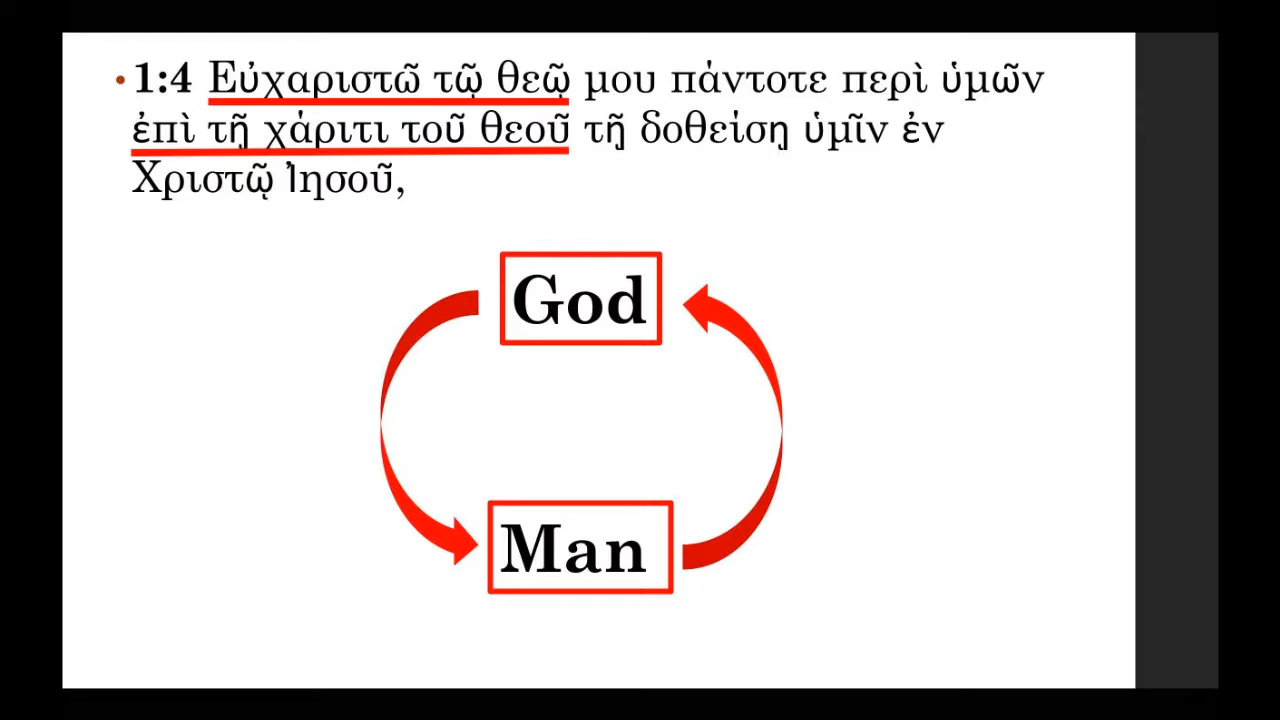 • 1:4 Εὐχαριστῶ τῷ θεῷ μου πάντοτε περὶ ὑμῶν
ἐπὶ τῇ χάριτι τοῦ θεοῦ τῇ δοθείσῃ ὑμῖν ἐν
Χριστῷ Ἰησοῦ,
God
Man